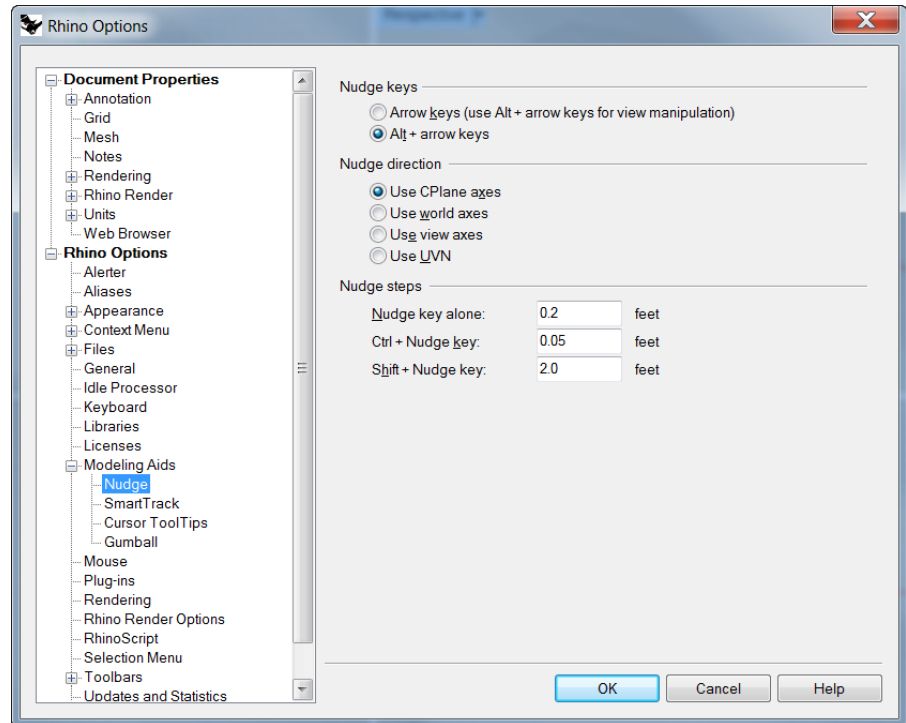 Perspective
Rhino Options
Document Properties
Annotation
Grid
Mesh
Notes
Rendering
Rhino Render
Units
Web Browser
Rhino Options
Alerter
Aliases
Appearance
Context Menu
Files
General
Idle Processor
Keyboard
Libraries
Licenses
Modeling Aids
Nudge
SmartTrack
Cursor ToolTips
Gumball
Mouse
Plug-ins
Rendering
Rhino Render Options
RhinoScript
Selection Menu
Toolbars
Updates and Statistics
Nudge keys
Arrow keys (use Alt + arrow keys for view manipulation)
Alt + arrow keys
Nudge direction
Use CPlane axes
Use world axes
Use view axes
Use UVN
Nudge steps
Nudge key alone: 0.2 feet
Ctrl + Nudge key: 0.05 feet
Shift + Nudge key: 2.0 feet
OK Cancel Help